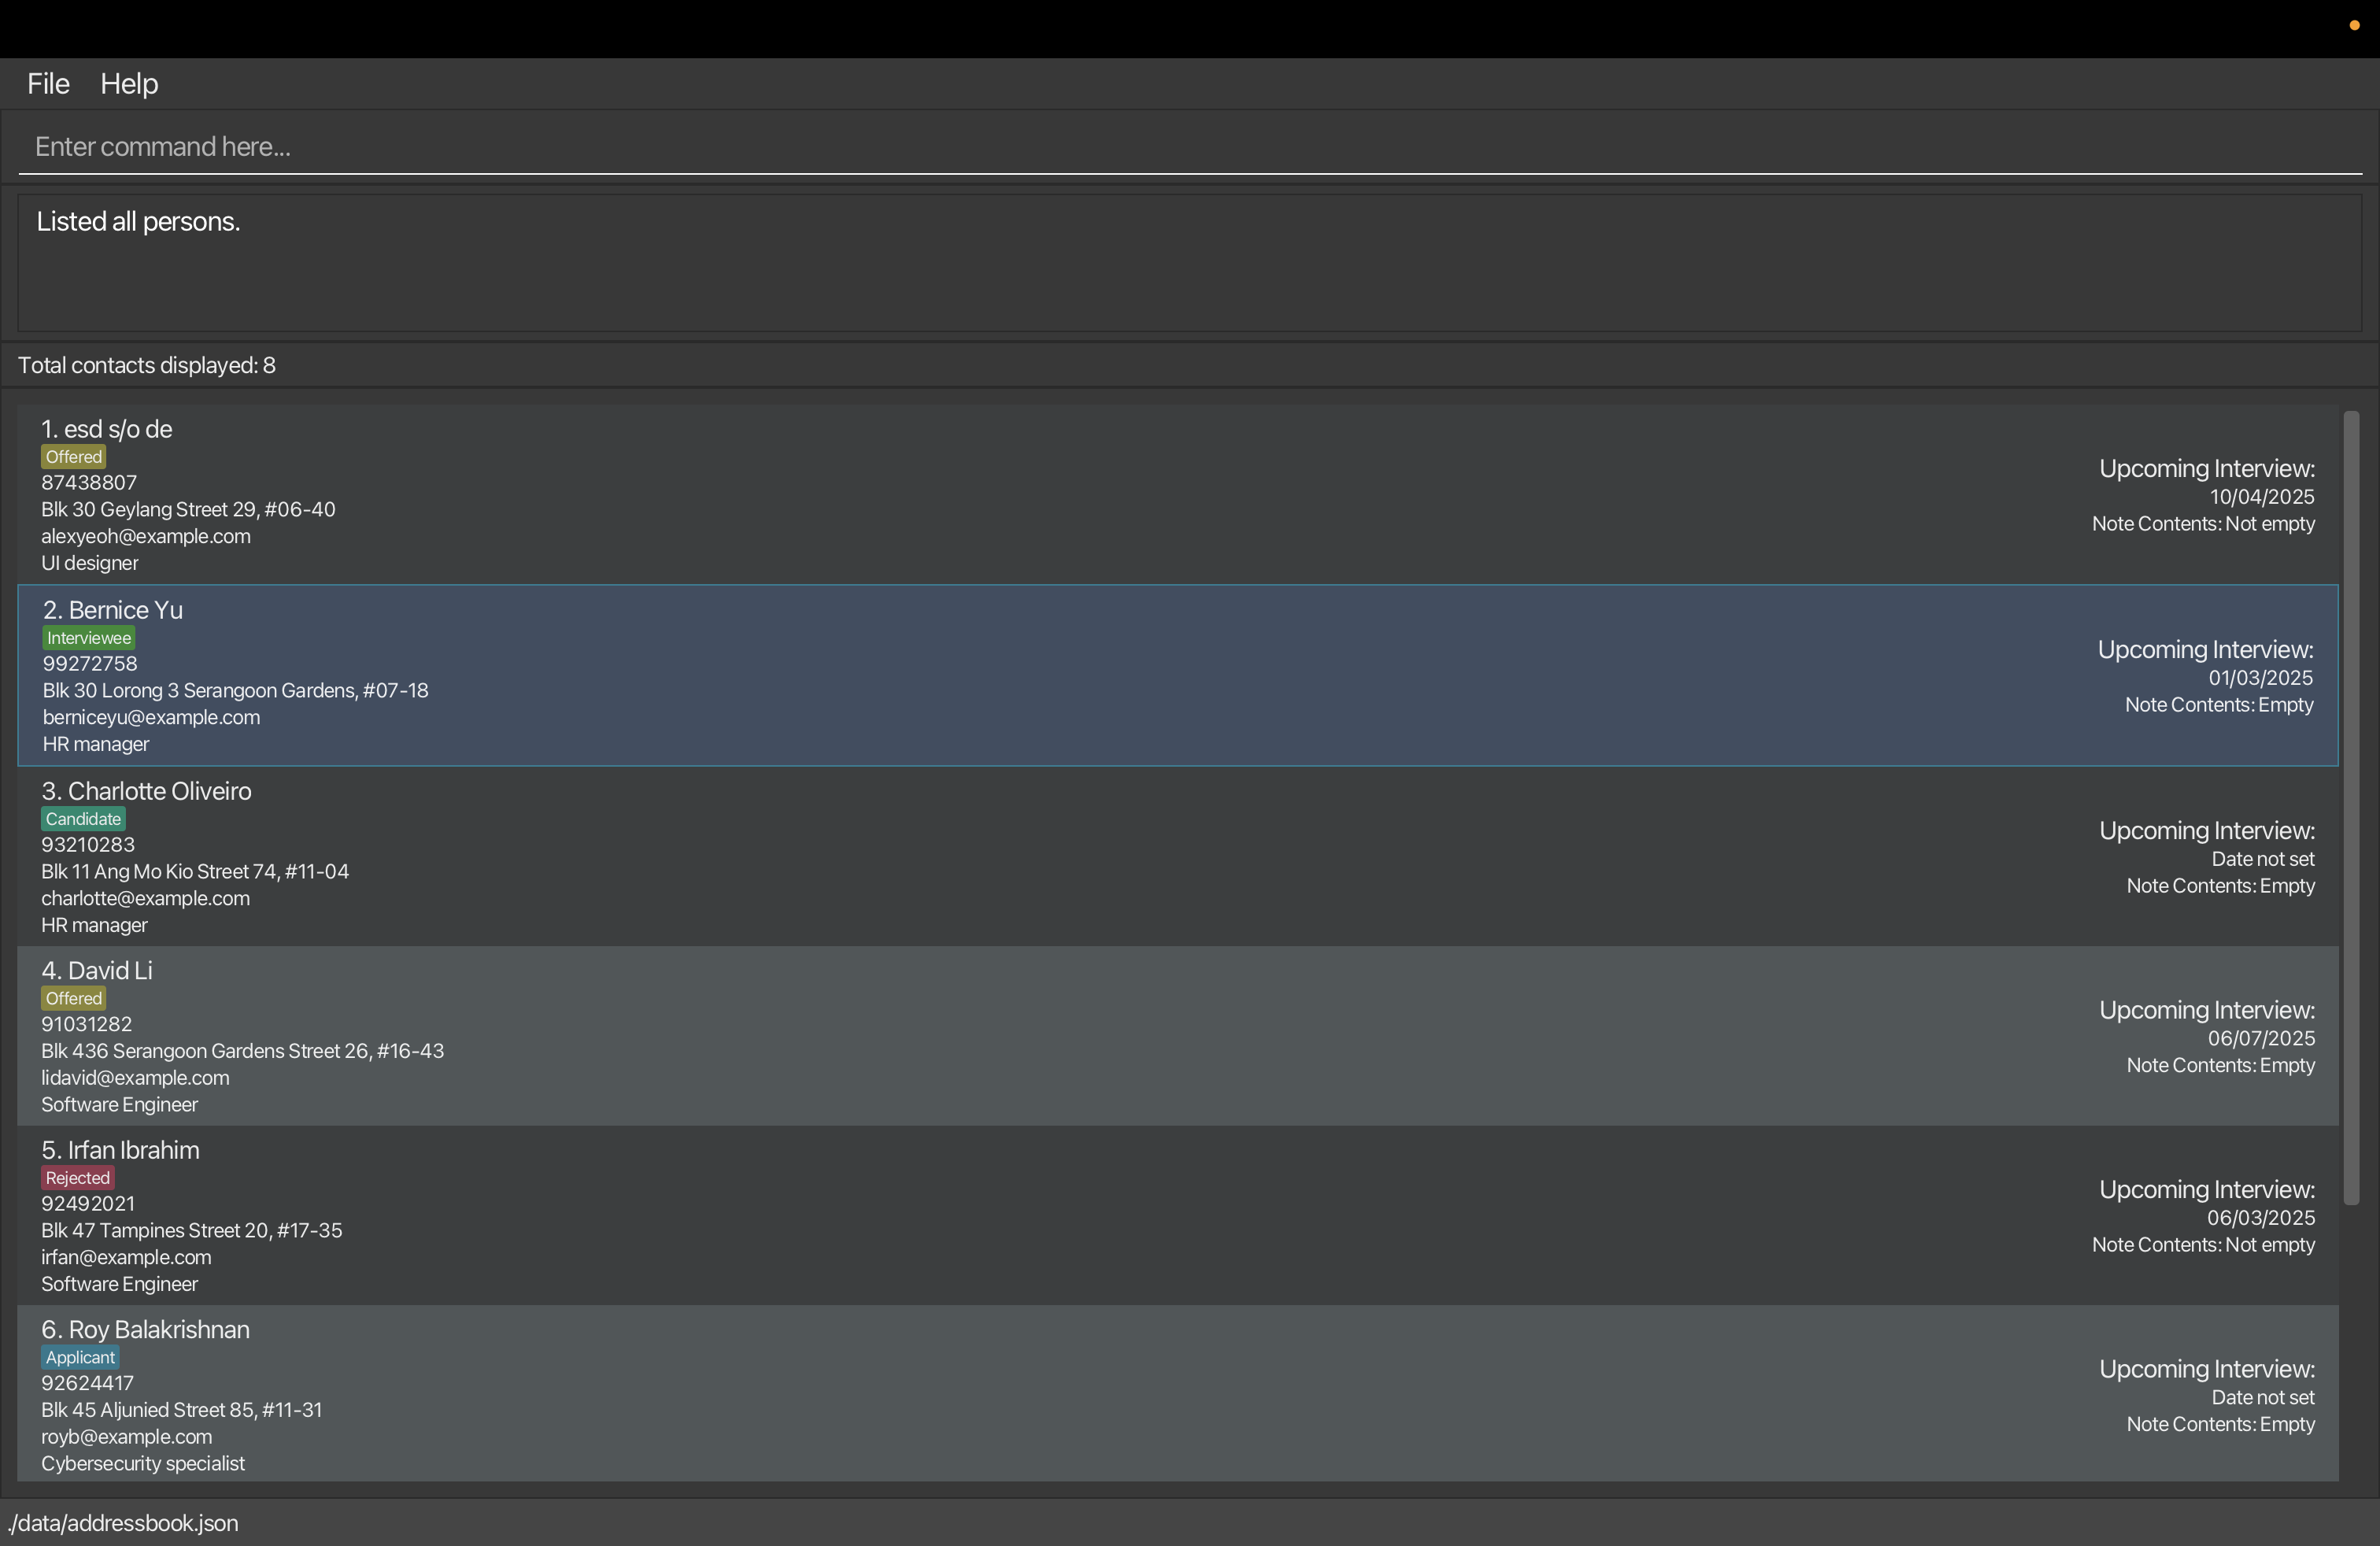 File Help
Enter command here...
Listed all persons.
Total contacts displayed: 8
1. esd s/o de
Offered
87438807
Blk 30 Geylang Street 29, #06-40
alexyeoh@example.com
UI designer
Upcoming Interview:
10/04/2025
Note Contents: Not empty
2. Bernice Yu
Interviewee
99272758
Blk 30 Lorong 3 Serangoon Gardens, #07-18
berniceyu@example.com
HR manager
Upcoming Interview:
01/03/2025
Note Contents: Empty
3. Charlotte Oliveiro
Candidate
93210283
Blk 11 Ang Mo Kio Street 74, #11-04
charlotte@example.com
HR manager
Upcoming Interview:
Date not set
Note Contents: Empty
4. David Li
Offered
91031282
Blk 436 Serangoon Gardens Street 26, #16-43
lidavid@example.com
Software Engineer
Upcoming Interview:
06/07/2025
Note Contents: Empty
5. Irfan Ibrahim
Rejected
92492021
Blk 47 Tampines Street 20, #17-35
irfan@example.com
Software Engineer
Upcoming Interview:
06/03/2025
Note Contents: Not empty
6. Roy Balakrishnan
Applicant
92624417
Blk 45 Aljunied Street 85, #11-31
royb@example.com
Cybersecurity specialist
Upcoming Interview:
Date not set
Note Contents: Empty
./data/addressbook.json